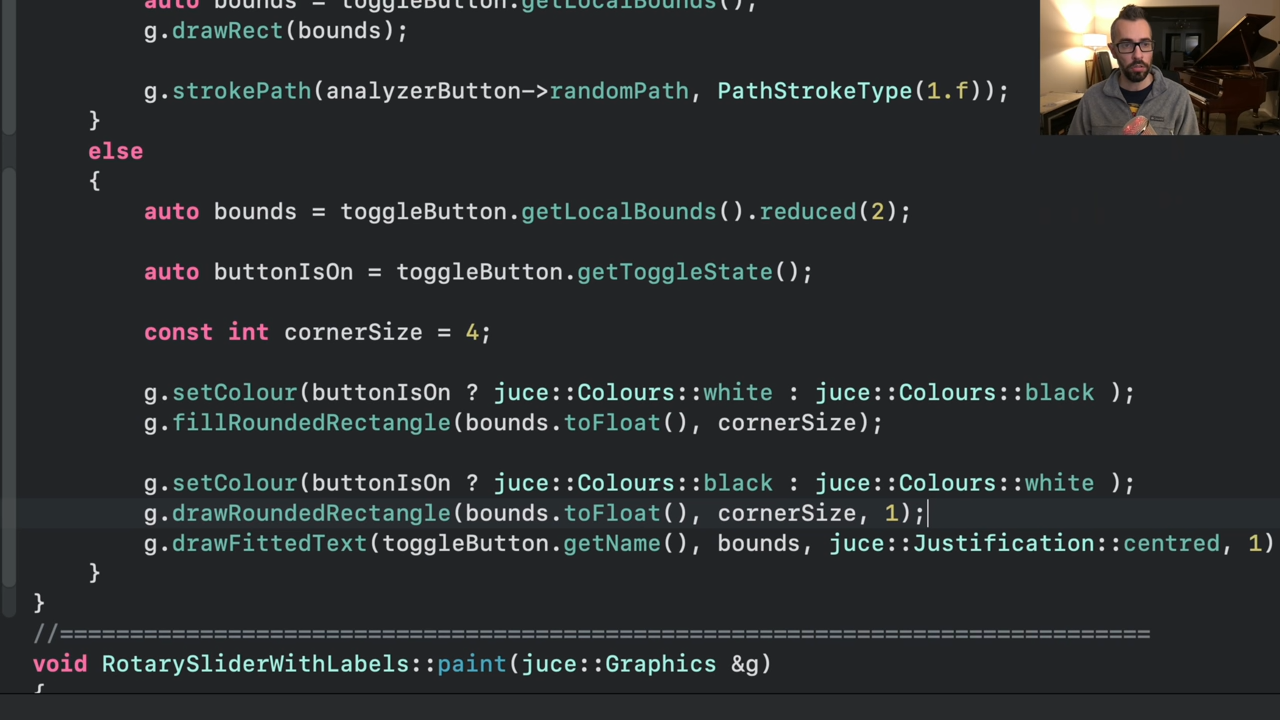 auto bounds = toggleButton.getLocalBounds();
g.drawRect(bounds);
g.strokePath(analyzerButton->randomPath, PathStrokeType(1.f));
}
else
{
auto bounds = toggleButton.getLocalBounds().reduced(2);
auto buttonIsOn = toggleButton.getToggleState();
const int cornerSize = 4;
g.setColour(buttonIsOn ? juce::Colours::white : juce::Colours::black );
g.fillRoundedRectangle(bounds.toFloat(), cornerSize);
g.setColour(buttonIsOn ? juce::Colours::black : juce::Colours::white );
g.drawRoundedRectangle(bounds.toFloat(), cornerSize, 1);
g.drawFittedText(toggleButton.getName(), bounds, juce::Justification::centred, 1)
}
}
//==============================================================================
void RotarySliderWithLabels::paint(juce::Graphics &g)
{